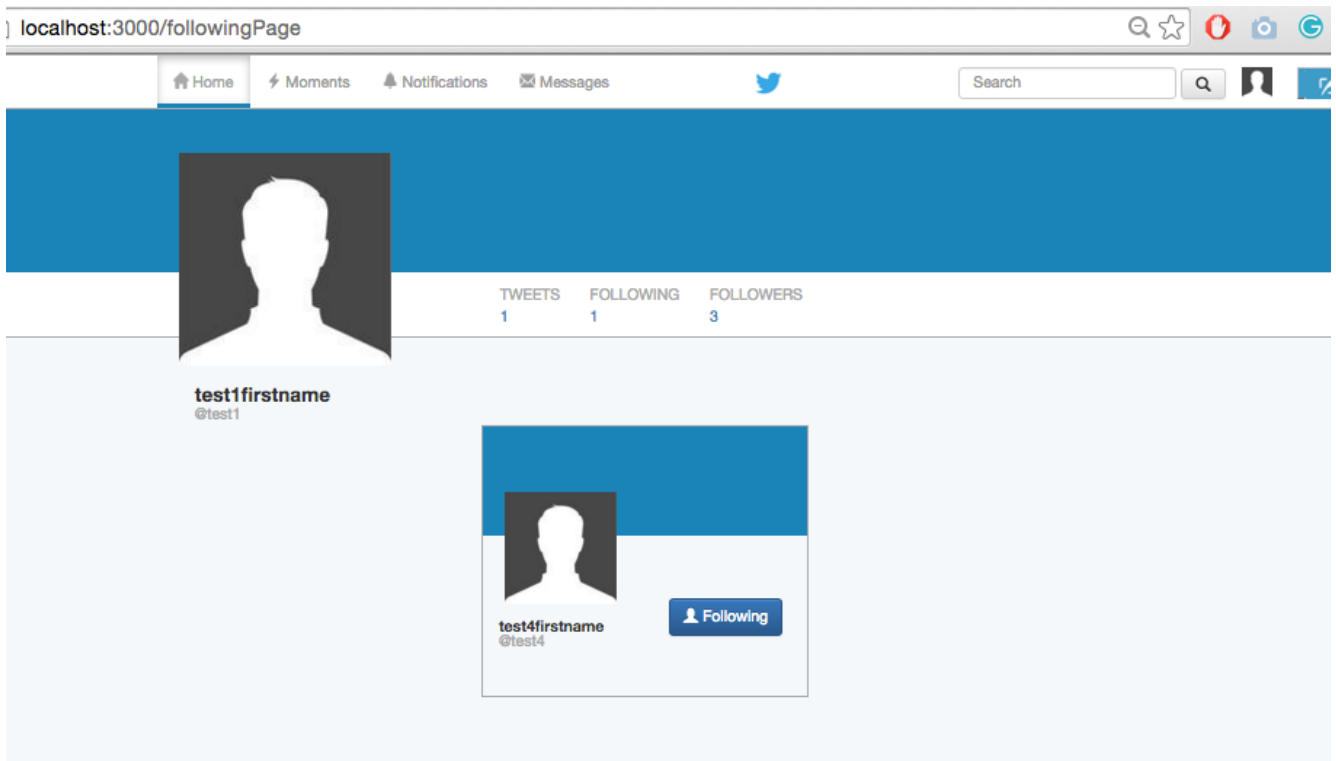 localhost:3000/followingPage
Home Moments Notifications Messages Search
TWEETS FOLLOWING FOLLOWERS
1 1 3
test1firstname
@test1
Following
test4firstname
@test4